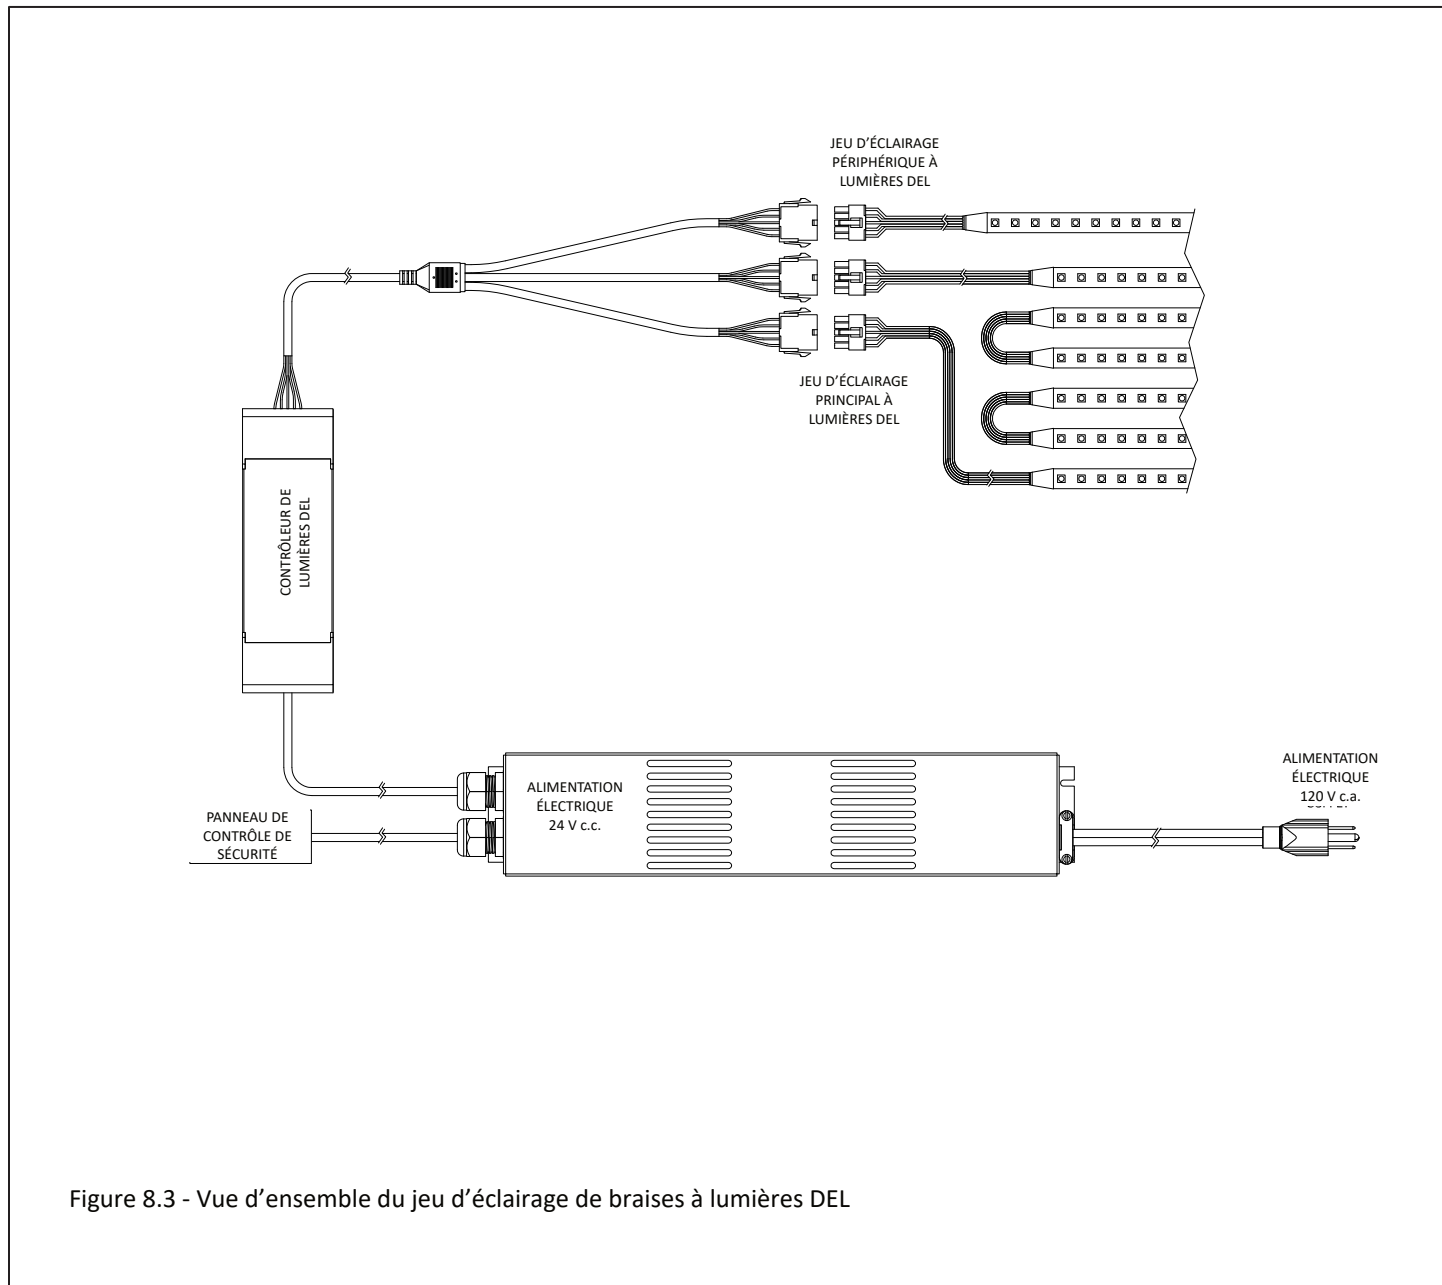 JEU D'ÉCLAIRAGE
PÉRIPHÉRIQUE À
LUMIÈRES DEL
JEU D'ÉCLAIRAGE
PRINCIPAL À
LUMIÈRES DEL
CONTRÔLEUR DE
LUMIÈRES DEL
ALIMENTATION
ÉLECTRIQUE
24 V c.c.
ALIMENTATION
ÉLECTRIQUE
120 V c.a.
PANNEAU DE
CONTRÔLE DE
SÉCURITÉ
Figure 8.3 - Vue d'ensemble du jeu d'éclairage de braises à lumières DEL